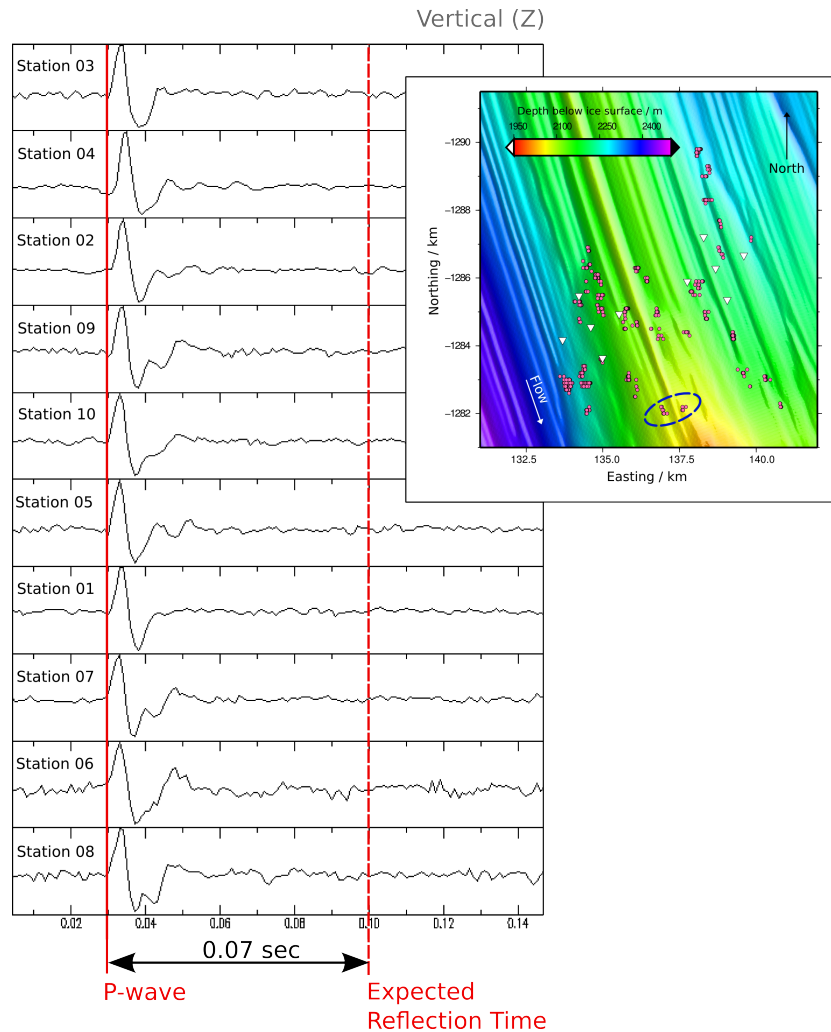 Vertical (Z)
Station 03
Station 04
Station 02
Station 09
Station 10
Station 05
Station 01
Station 07
Station 06
Station 08
0.02 0.04 0.06 0.08 0.10 0.12 0.14
0.07 sec
P-wave
Expected
Reflection Time
Depth below ice surface / m
1950 2100 2250 2400
North
Flow
Northing / km
−1290
−1288
−1286
−1284
−1282
132.5 135.0 137.5 140.0
Easting / km